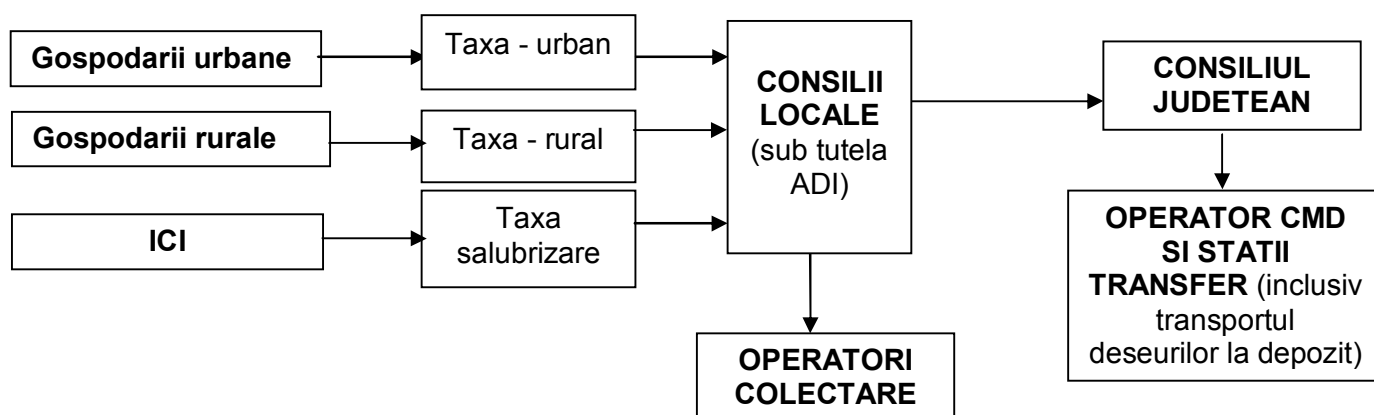 Gospodarii urbane
Taxa - urban
Gospodarii rurale
Taxa - rural
ICI
Taxa
salubrizare
CONSILII
LOCALE
(sub tutela
ADI)
CONSILIUL
JUDETEAN
OPERATOR CMD
SI STATII
TRANSFER (inclusiv
transportul
deseurilor la depozit)
OPERATORI
COLECTARE